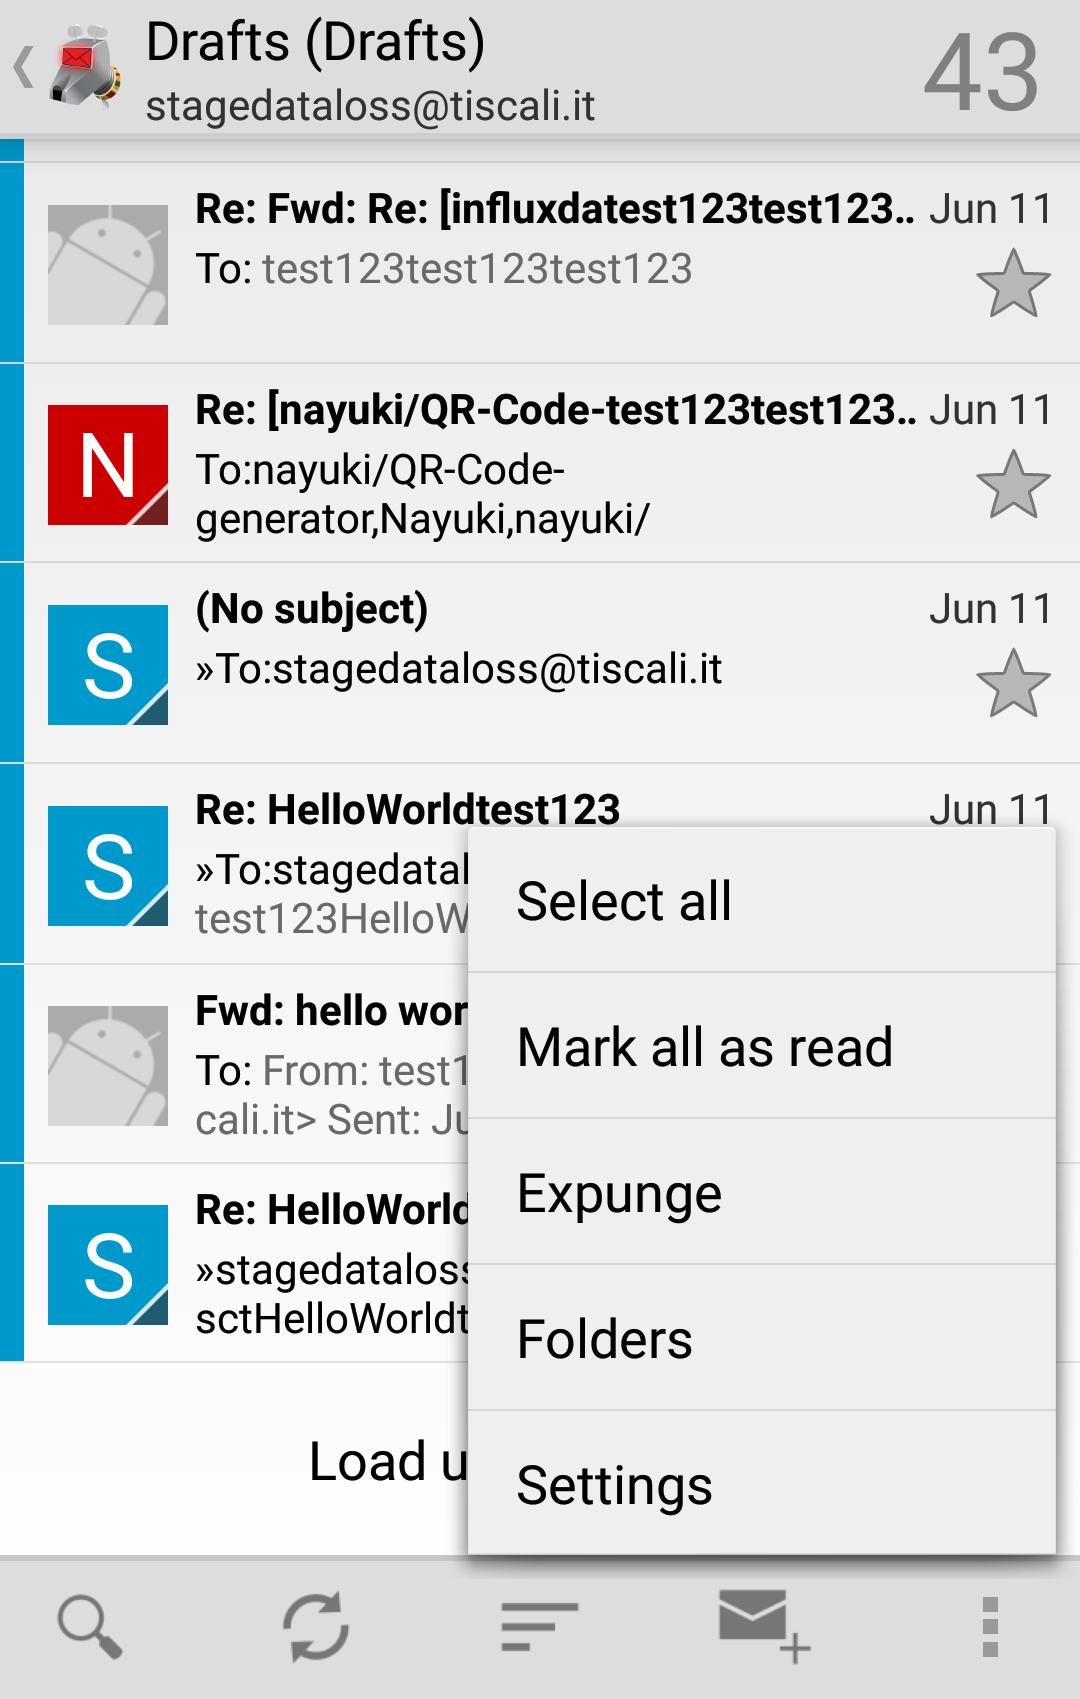 Drafts (Drafts)
stagedataloss@tiscali.it
43
Re: Fwd: Re: [influxdatest123test123.. Jun 11
To: test123test123test123
N
Re: [nayuki/QR-Code-test123test123.. Jun 11
To:nayuki/QR-Code-
generator,Nayuki,nayuki/
S
(No subject) Jun 11
»To:stagedataloss@tiscali.it
S
Re: HelloWorldtest123 Jun 11
»To:stagedatal
test123HelloW
Fwd: hello wor
To: From: test1
cali.it> Sent: Ju
S
Re: HelloWorld
»stagedataloss
sctHelloWorldt
Load u
Select all
Mark all as read
Expunge
Folders
Settings